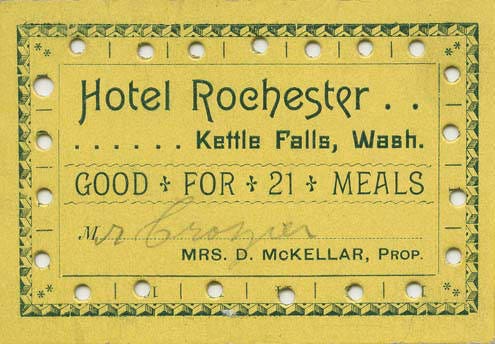 Hotel Rochester . .
. . . . . . Kettle Falls, Wash.
GOOD FOR 21 MEALS
Mr Crozier
MRS. D. McKELLAR, PROP.